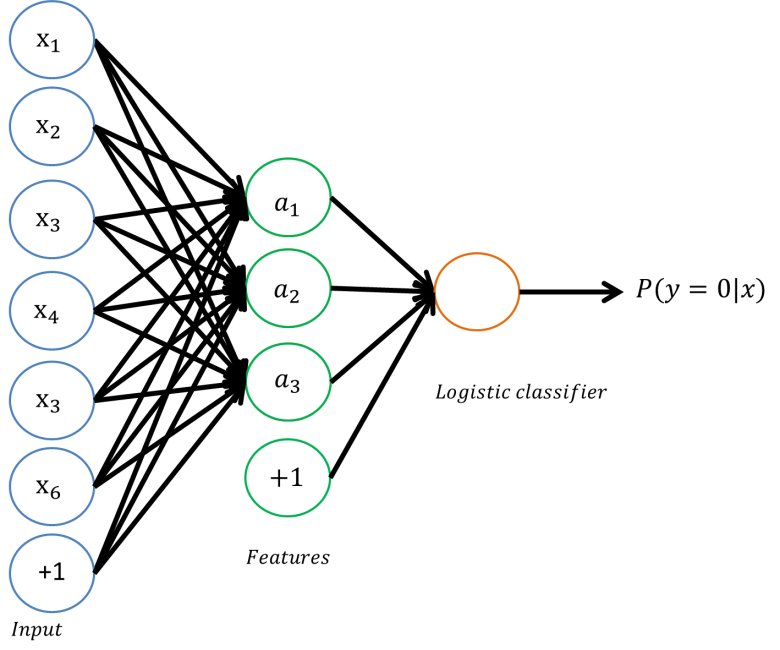 x₁
x₂
x₃
x₄
x₃
x₆
+1
Input
a₁
a₂
a₃
+1
Features
Logistic classifier
P(y = 0|x)